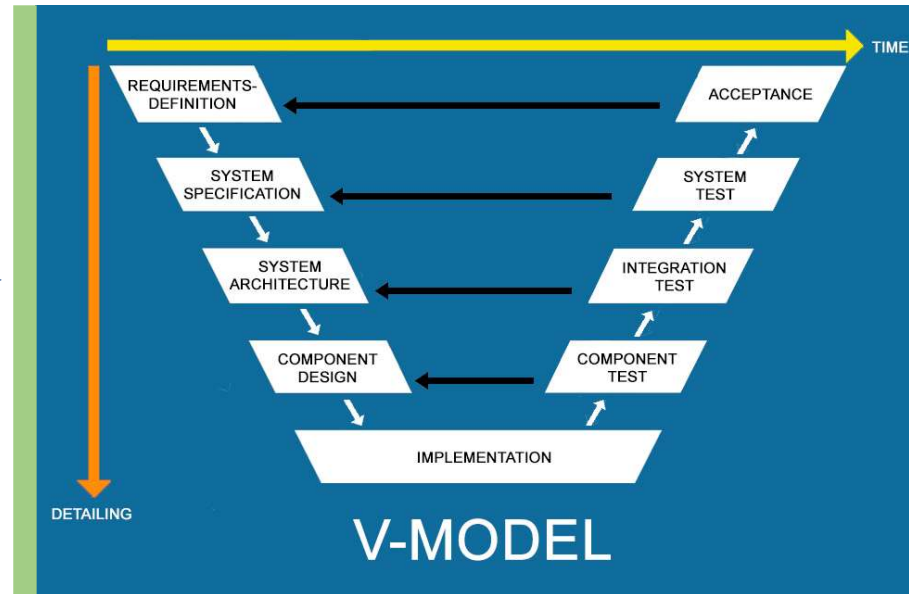 TIME
REQUIREMENTS-
DEFINITION
ACCEPTANCE
SYSTEM
SPECIFICATION
SYSTEM
TEST
SYSTEM
ARCHITECTURE
INTEGRATION
TEST
COMPONENT
DESIGN
COMPONENT
TEST
IMPLEMENTATION
DETAILING
V-MODEL